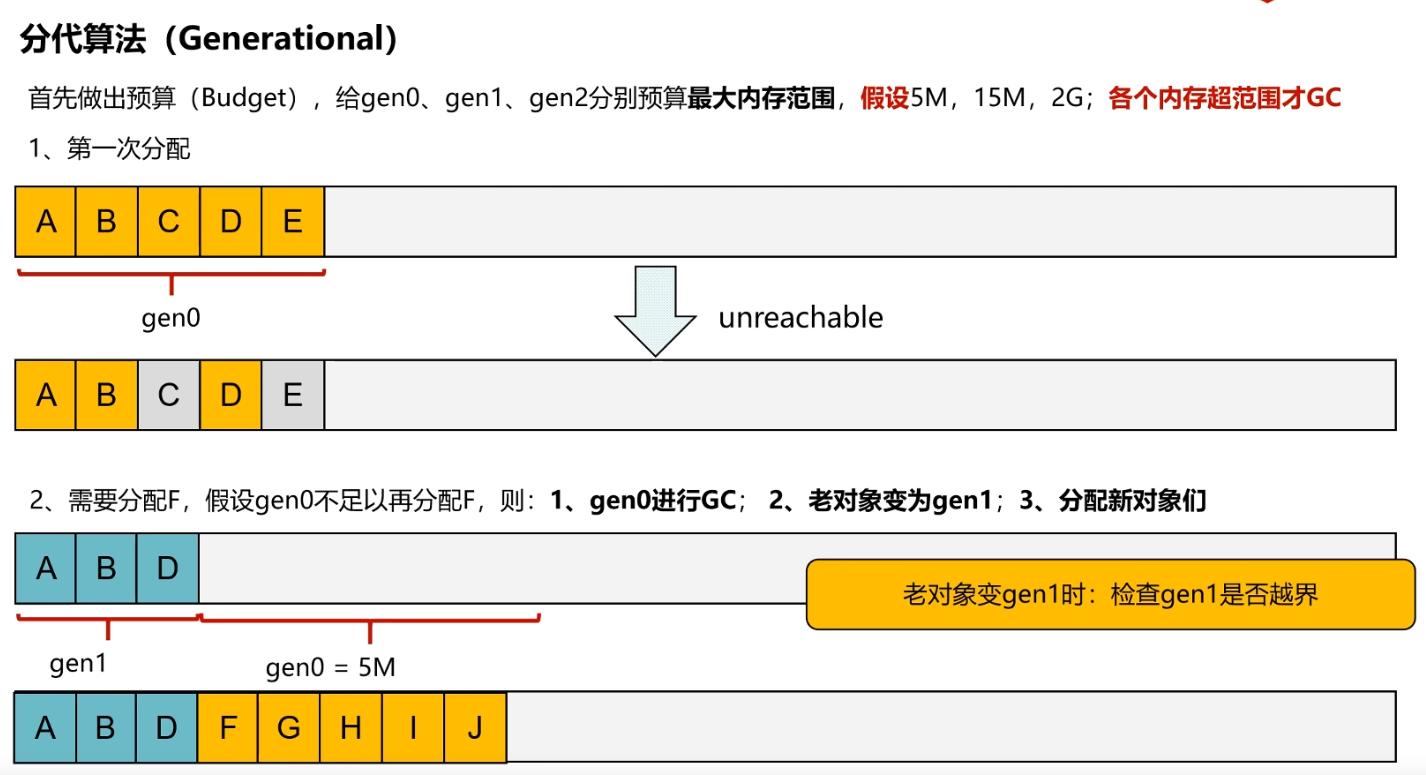 分代算法（Generational）
首先做出预算（Budget），给gen0、gen1、gen2分别预算最大内存范围，假设5M，15M，2G；各个内存超范围才GC
1、第一次分配
A B C D E
gen0
unreachable
A B C D E
2、需要分配F，假设gen0不足以再分配F，则：1、gen0进行GC； 2、老对象变为gen1；3、分配新对象们
A B D
老对象变gen1时：检查gen1是否越界
gen1
gen0 = 5M
A B D F G H I J